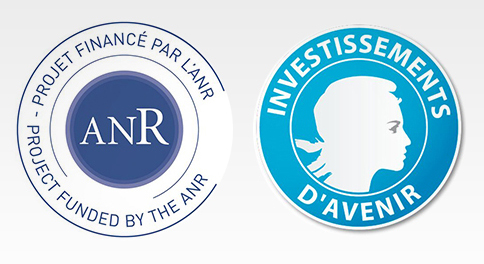 - PROJET FINANCÉ PAR L'ANR
- PROJECT FUNDED BY THE ANR
ANR
INVESTISSEMENTS
D'AVENIR